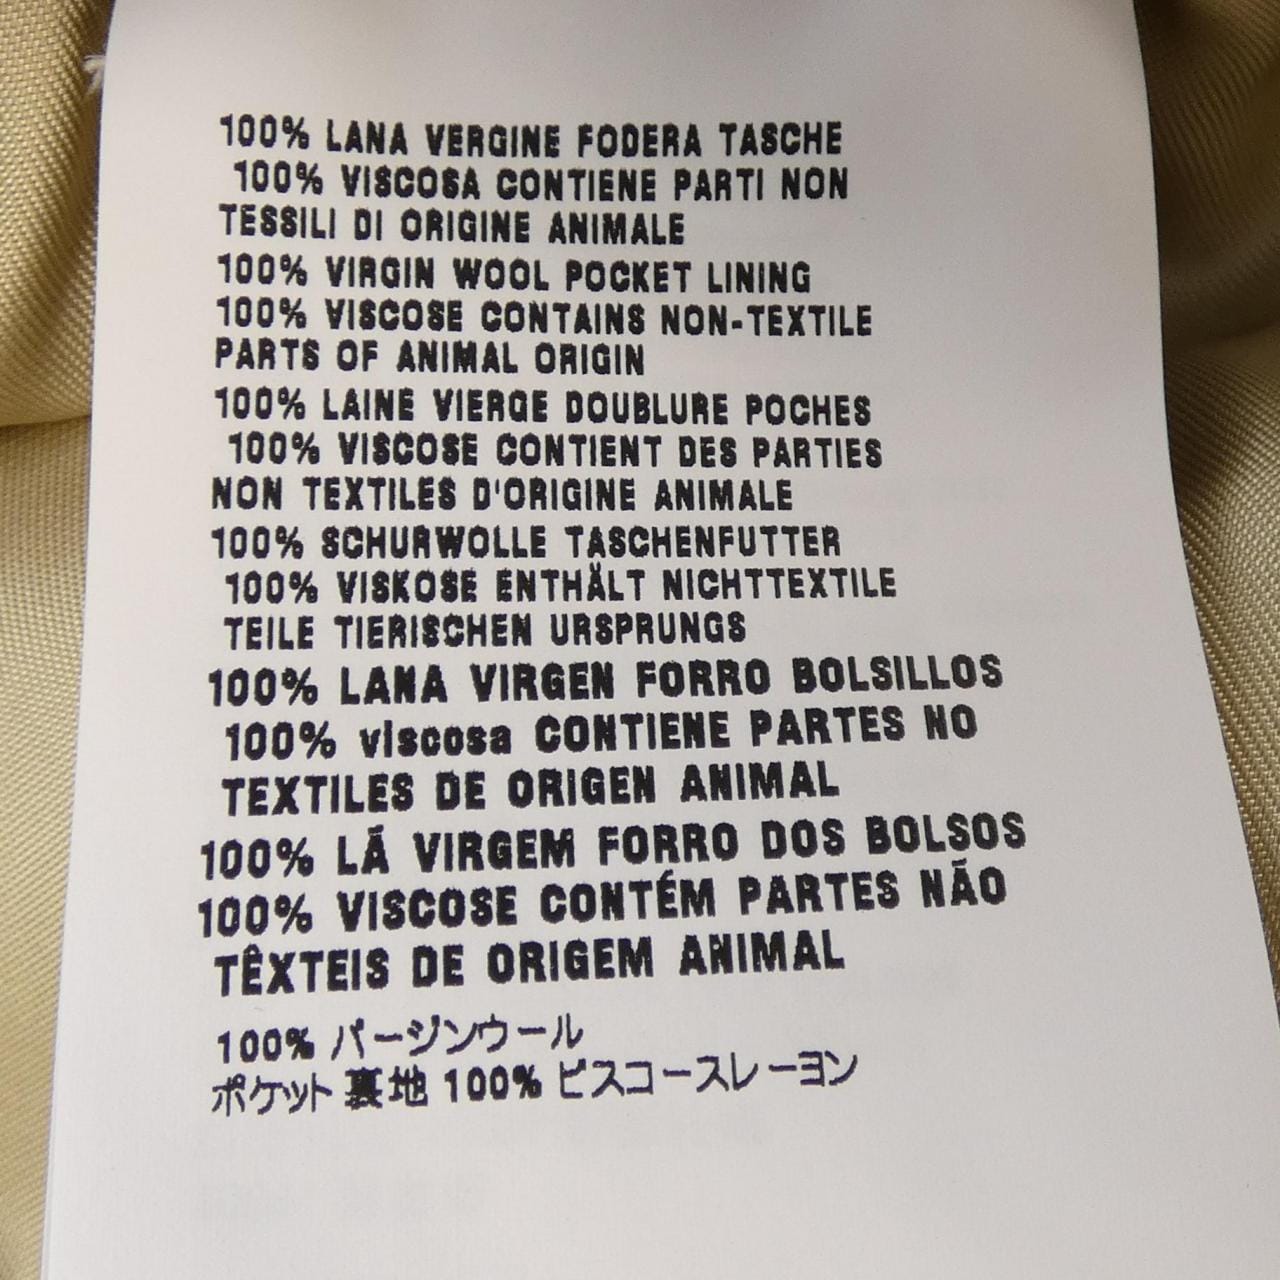 100% LANA VERGINE FODERA TASCHE
100% VISCOSA CONTIENE PARTI NON
TESSILI DI ORIGINE ANIMALE
100% VIRGIN WOOL POCKET LINING
100% VISCOSE CONTAINS NON-TEXTILE
PARTS OF ANIMAL ORIGIN
100% LAINE VIERGE DOUBLURE POCHES
100% VISCOSE CONTIENT DES PARTIES
NON TEXTILES D'ORIGINE ANIMALE
100% SCHURWOLLE TASCHENFUTTER
100% VISKOSE ENTHÄLT NICHTTEXTILE
TEILE TIERISCHEN URSPRUNGS
100% LANA VIRGEN FORRO BOLSILLOS
100% viscosa CONTIENE PARTES NO
TEXTILES DE ORIGEN ANIMAL
100% LÃ VIRGEM FORRO DOS BOLSOS
100% VISCOSE CONTÉM PARTES NÃO
TÊXTEIS DE ORIGEM ANIMAL
100% バージンウール
ポケット裏地 100% ビスコースレーヨン